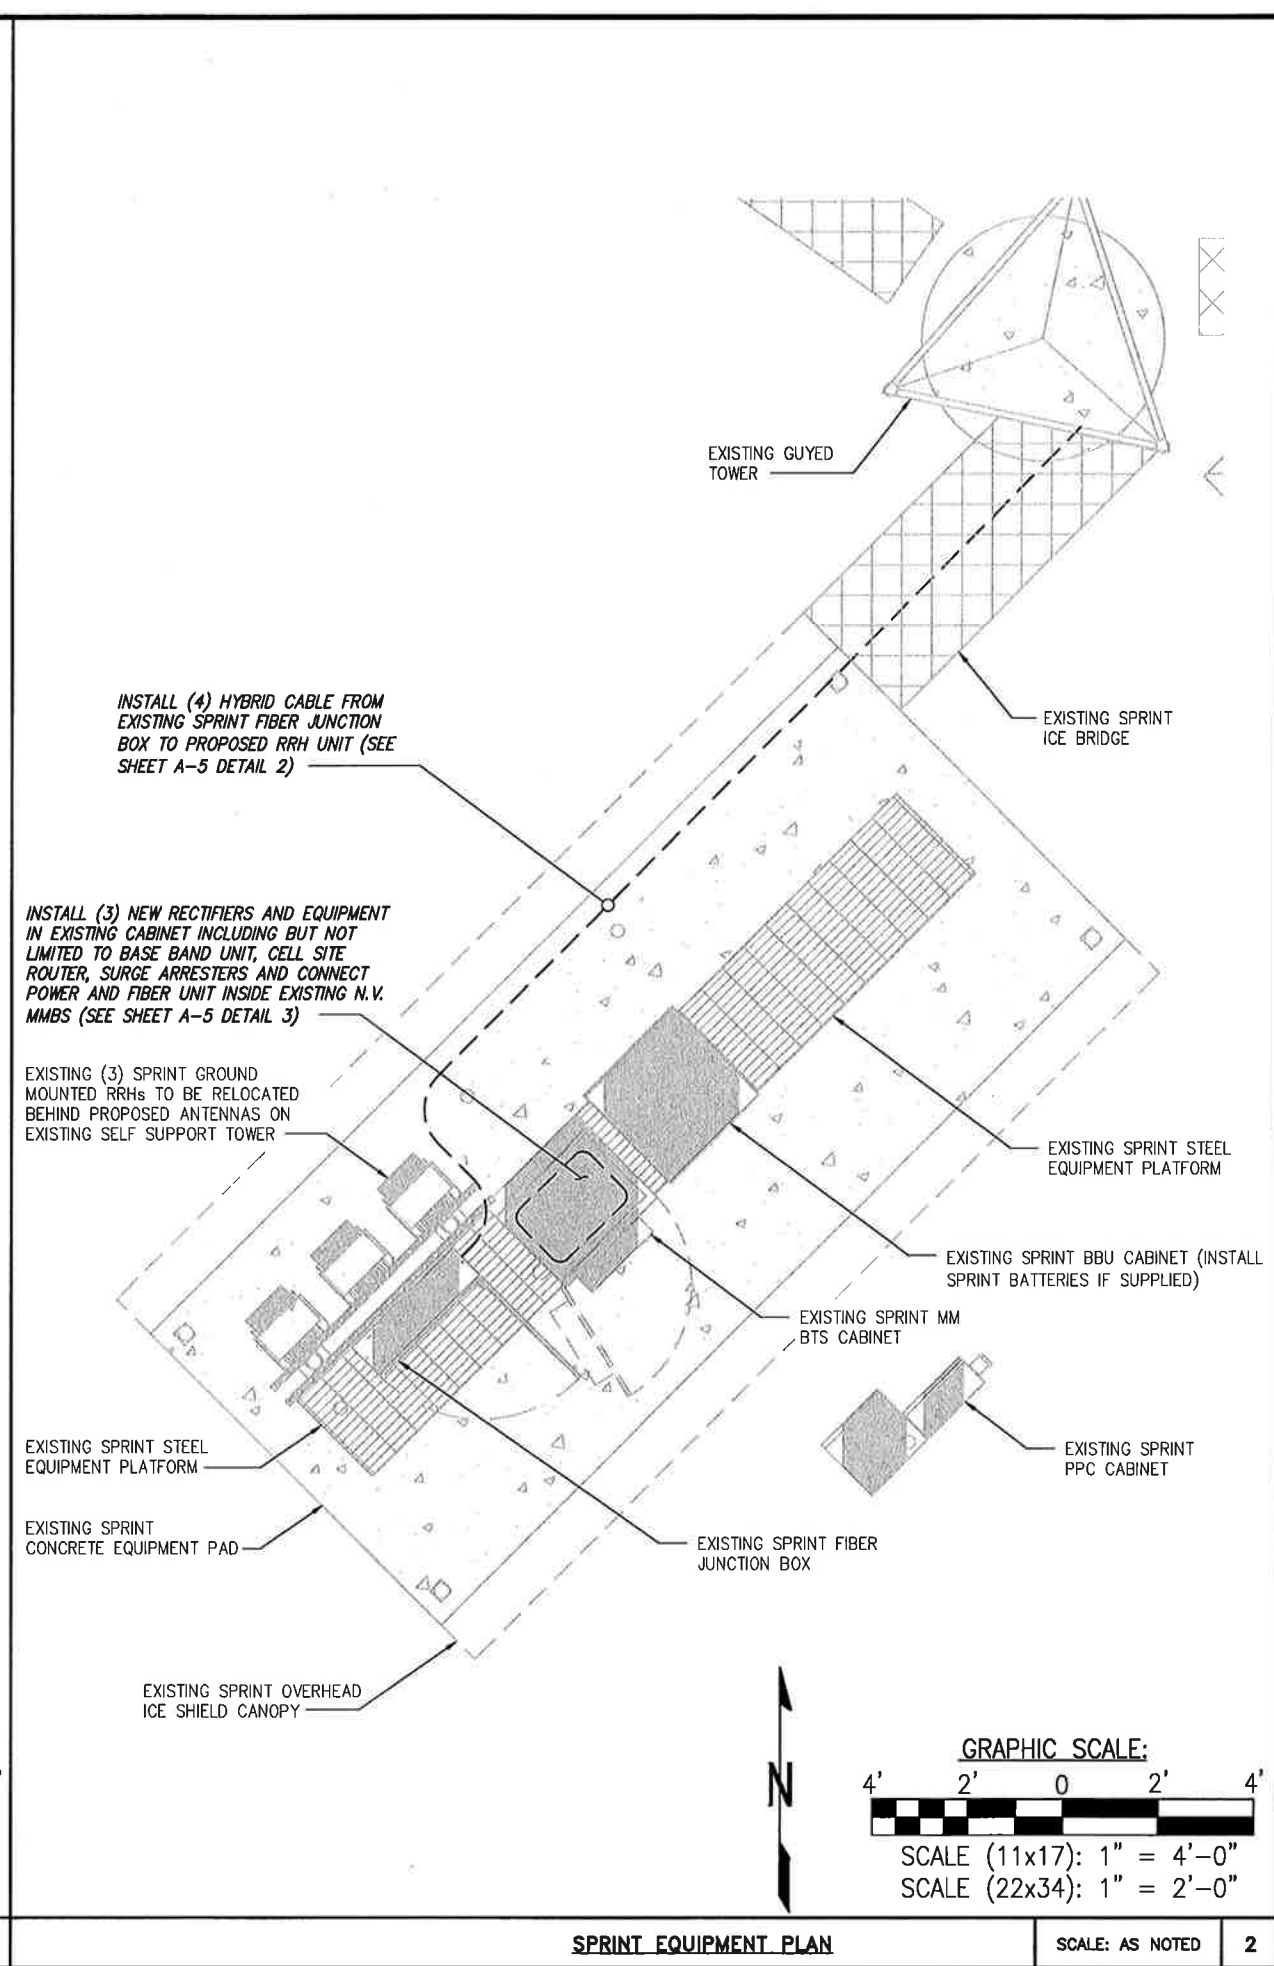 EXISTING GUYED
TOWER
EXISTING SPRINT
ICE BRIDGE
INSTALL (4) HYBRID CABLE FROM
EXISTING SPRINT FIBER JUNCTION
BOX TO PROPOSED RRH UNIT (SEE
SHEET A-5 DETAIL 2)
INSTALL (3) NEW RECTIFIERS AND EQUIPMENT
IN EXISTING CABINET INCLUDING BUT NOT
LIMITED TO BASE BAND UNIT, CELL SITE
ROUTER, SURGE ARRESTERS AND CONNECT
POWER AND FIBER UNIT INSIDE EXISTING N.V.
MMBS (SEE SHEET A-5 DETAIL 3)
EXISTING (3) SPRINT GROUND
MOUNTED RRHs TO BE RELOCATED
BEHIND PROPOSED ANTENNAS ON
EXISTING SELF SUPPORT TOWER
EXISTING SPRINT STEEL
EQUIPMENT PLATFORM
EXISTING SPRINT BBU CABINET (INSTALL
SPRINT BATTERIES IF SUPPLIED)
EXISTING SPRINT MM
BTS CABINET
EXISTING SPRINT STEEL
EQUIPMENT PLATFORM
EXISTING SPRINT
PPC CABINET
EXISTING SPRINT
CONCRETE EQUIPMENT PAD
EXISTING SPRINT FIBER
JUNCTION BOX
EXISTING SPRINT OVERHEAD
ICE SHIELD CANOPY
N
GRAPHIC SCALE:
4' 2' 0 2' 4'
SCALE (11x17): 1" = 4'-0"
SCALE (22x34): 1" = 2'-0"
SPRINT EQUIPMENT PLAN
SCALE: AS NOTED
2